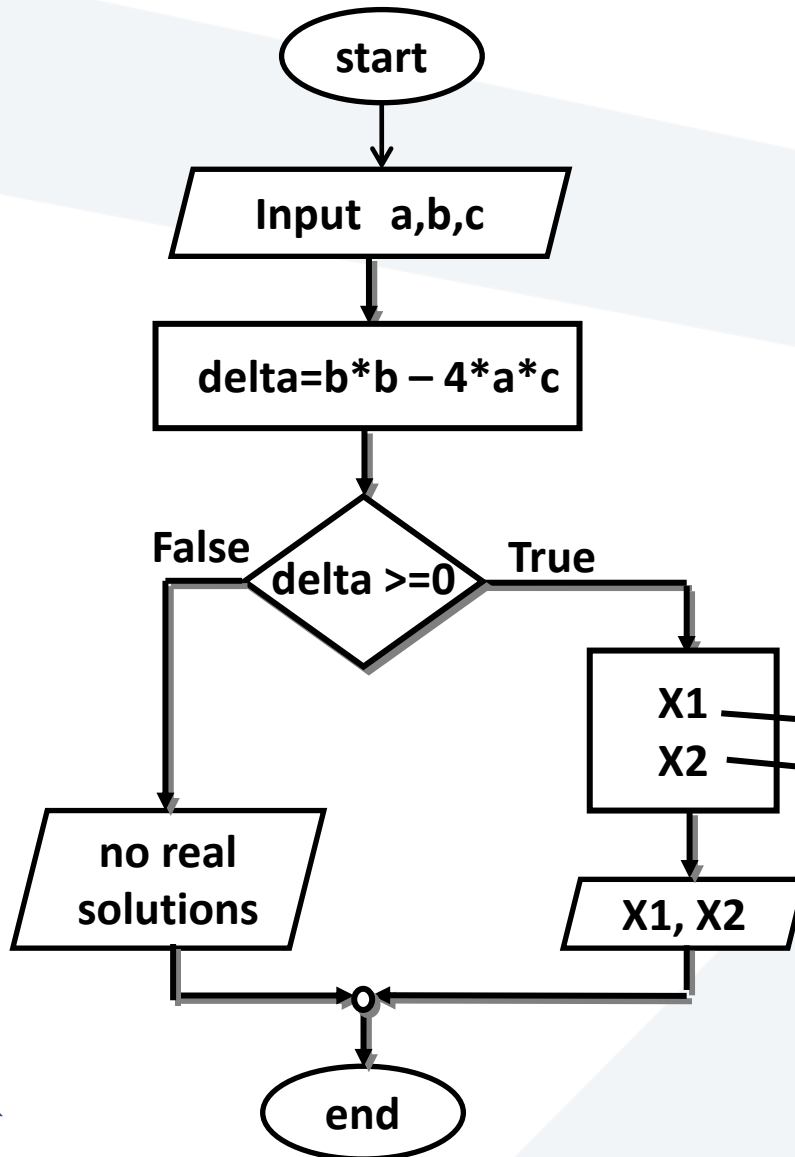 start
Input a,b,c
delta=b*b – 4*a*c
False
delta >=0
True
X1
X2
no real
solutions
X1, X2
end